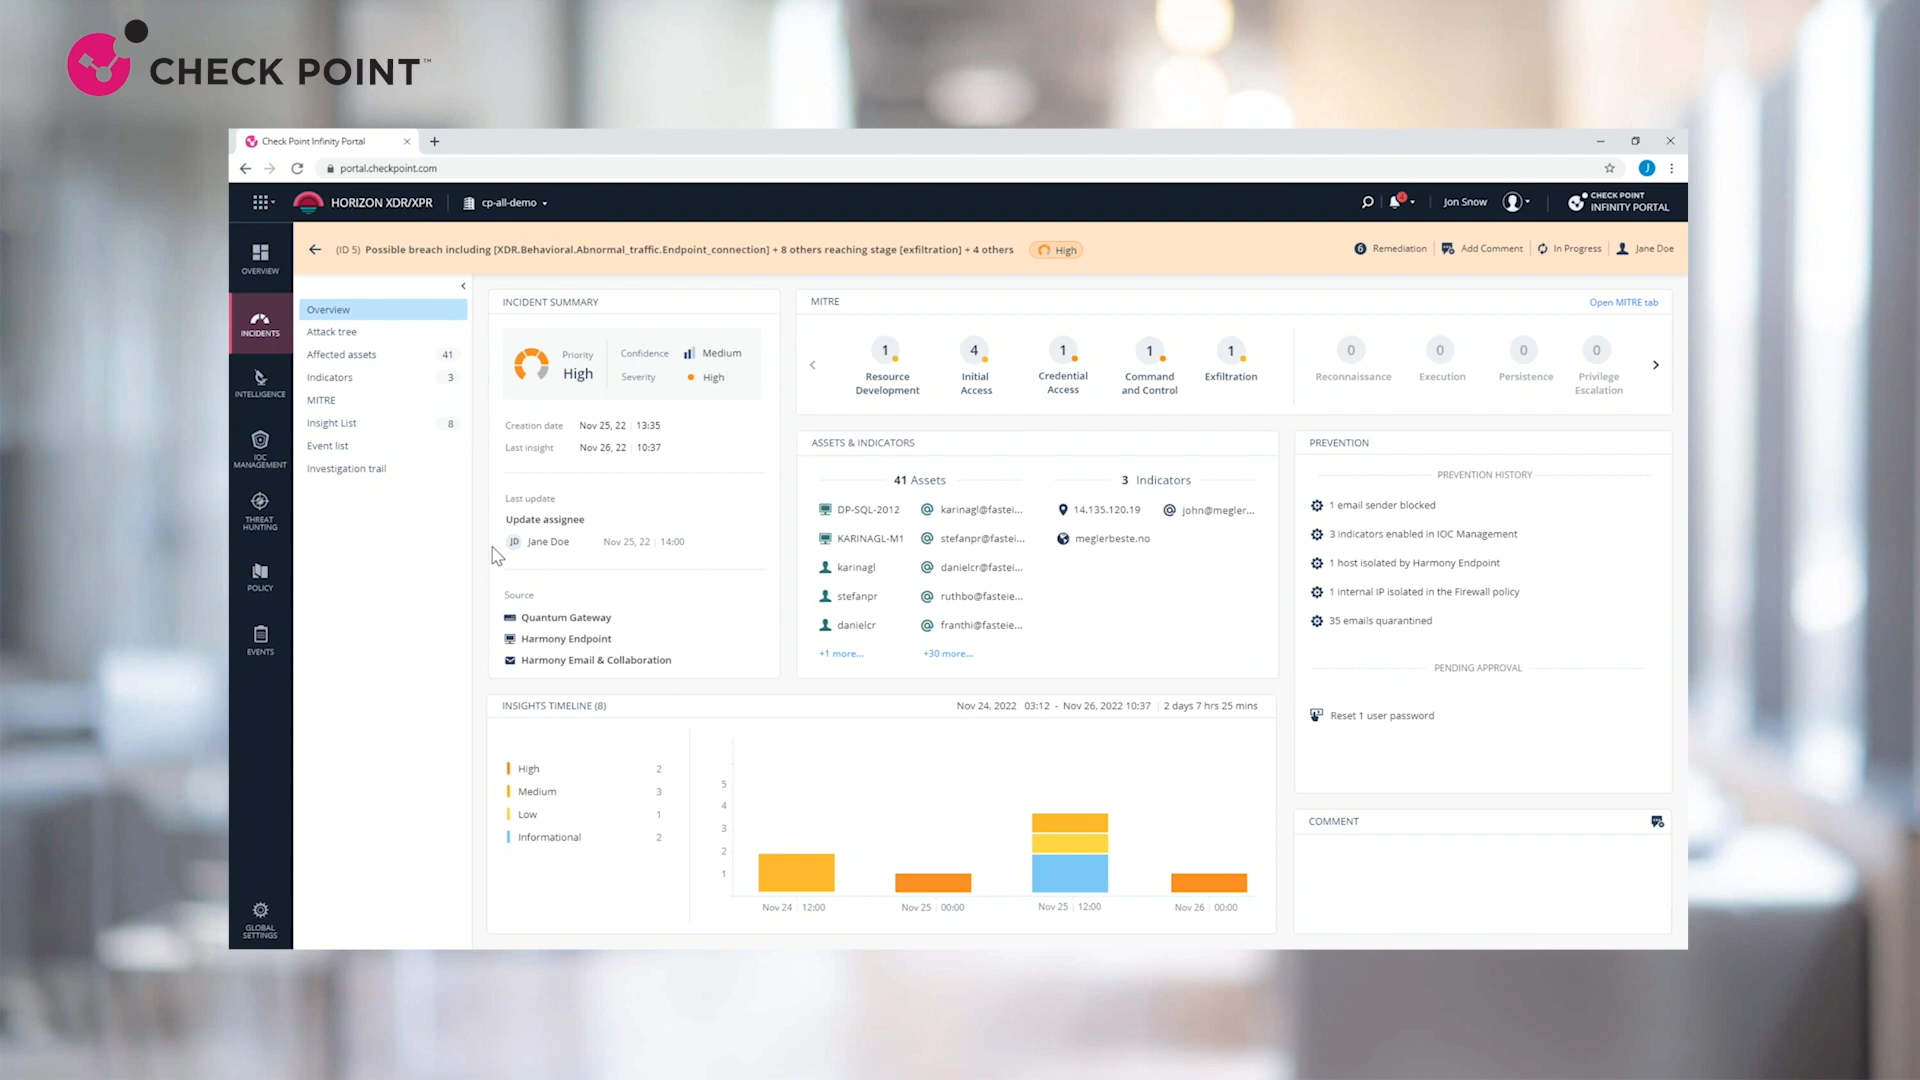 CHECK POINT™
Check Point Infinity Portal
portal.checkpoint.com
J
HORIZON XDR/XPR
cp-all-demo
4
Jon Snow
CHECK POINT
INFINITY PORTAL
OVERVIEW
INCIDENTS
INTELLIGENCE
IOC
MANAGEMENT
THREAT
HUNTING
POLICY
EVENTS
GLOBAL
SETTINGS
(ID 5) Possible breach including [XDR.Behavioral.Abnormal_traffic.Endpoint_connection] + 8 others reaching stage [exfiltration] + 4 others
High
6 Remediation
Add Comment
In Progress
Jane Doe
Overview
Attack tree
Affected assets 41
Indicators 3
MITRE
Insight List 8
Event list
Investigation trail
INCIDENT SUMMARY
Priority
High
Confidence Medium
Severity High
Creation date Nov 25, 22 | 13:35
Last insight Nov 26, 22 | 10:37
Last update
Update assignee
JD Jane Doe Nov 25, 22 | 14:00
Source
Quantum Gateway
Harmony Endpoint
Harmony Email & Collaboration
MITRE
Open MITRE tab
1
Resource
Development
4
Initial
Access
1
Credential
Access
1
Command
and Control
1
Exfiltration
0
Reconnaissance
0
Execution
0
Persistence
0
Privilege
Escalation
ASSETS & INDICATORS
41 Assets
DP-SQL-2012 karinagl@fastei...
KARINAGL-M1 stefanpr@fastei...
karinagl danielcr@fastei...
stefanpr ruthbo@fasteie...
danielcr franthi@fasteie...
+1 more... +30 more...
3 Indicators
14.135.120.19 john@megler...
meglerbeste.no
PREVENTION
PREVENTION HISTORY
1 email sender blocked
3 indicators enabled in IOC Management
1 host isolated by Harmony Endpoint
1 internal IP isolated in the Firewall policy
35 emails quarantined
PENDING APPROVAL
Reset 1 user password
INSIGHTS TIMELINE (8)
Nov 24, 2022 03:12 - Nov 26, 2022 10:37 | 2 days 7 hrs 25 mins
High 2
Medium 3
Low 1
Informational 2
5
4
3
2
1
Nov 24 | 12:00
Nov 25 | 00:00
Nov 25 | 12:00
Nov 26 | 00:00
COMMENT